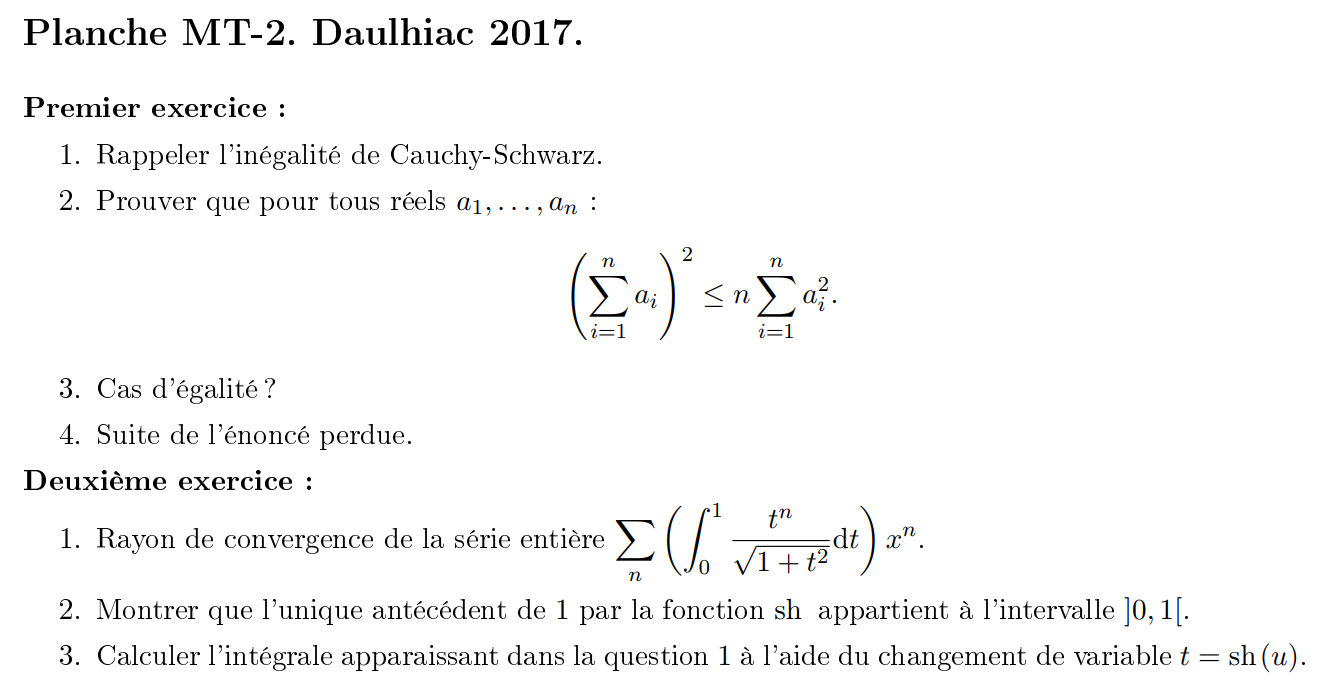 Planche MT-2. Daulhiac 2017.
Premier exercice :
1. Rappeler l'inégalité de Cauchy-Schwarz.
2. Prouver que pour tous réels $a_1, \ldots, a_n$ :
$\left(\sum_{i=1}^{n} a_i\right)^2 \leq n \sum_{i=1}^{n} a_i^2.$
3. Cas d'égalité ?
4. Suite de l'énoncé perdue.
Deuxième exercice :
1. Rayon de convergence de la série entière $\sum_{n} \left(\int_0^1 \frac{t^n}{\sqrt{1+t^2}} \mathrm{d}t\right) x^n.$
2. Montrer que l'unique antécédent de 1 par la fonction sh appartient à l'intervalle ]0, 1[.
3. Calculer l'intégrale apparaissant dans la question 1 à l'aide du changement de variable $t = \mathrm{sh}(u)$.